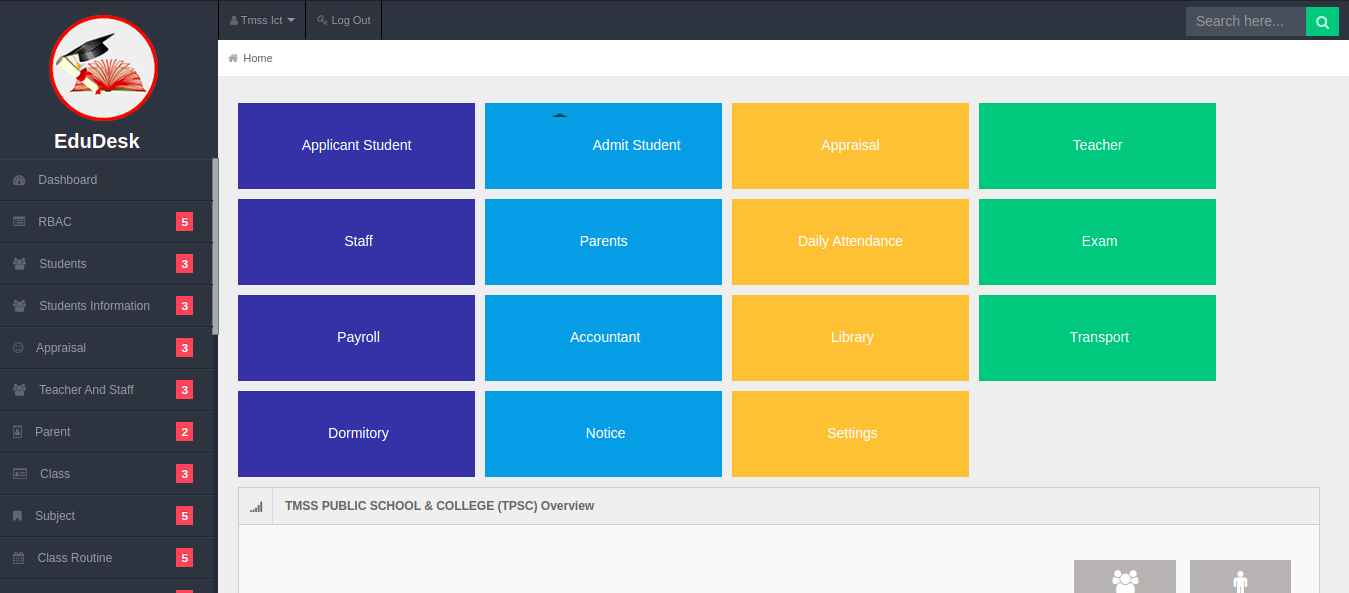 Tmss Ict
Log Out
Search here...
EduDesk
Home
Dashboard
RBAC 5
Students 3
Students Information 3
Appraisal 3
Teacher And Staff 3
Parent 2
Class 3
Subject 5
Class Routine 5
Applicant Student
Admit Student
Appraisal
Teacher
Staff
Parents
Daily Attendance
Exam
Payroll
Accountant
Library
Transport
Dormitory
Notice
Settings
TMSS PUBLIC SCHOOL & COLLEGE (TPSC) Overview